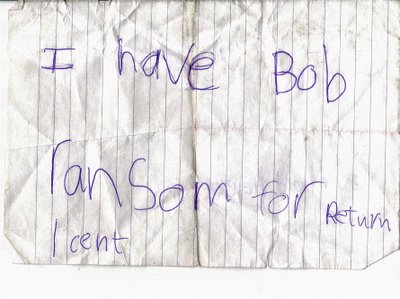 I have Bob
ransom for Return
1 cent